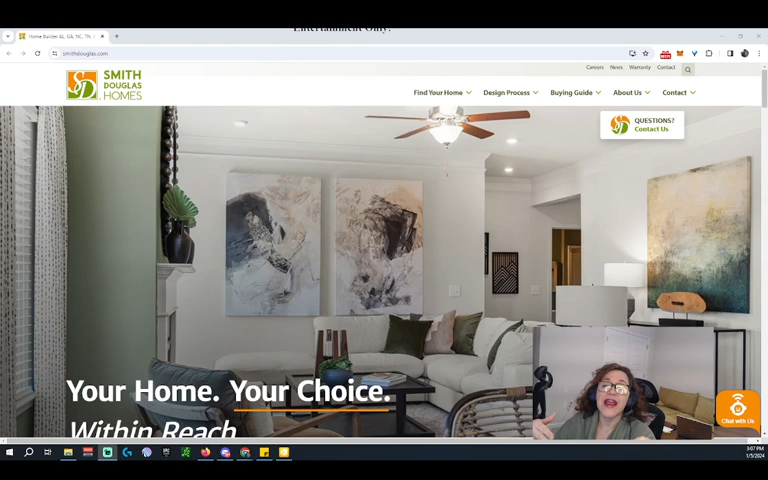 Entertainment Only!
Home Builder AL, GA, NC, TN,
smithdouglas.com
Careers News Warranty Contact
SMITH
DOUGLAS
HOMES
Find Your Home Design Process Buying Guide About Us Contact
QUESTIONS?
Contact Us
Your Home. Your Choice.
Within Reach
Chat with Us
3:07 PM
1/5/2024